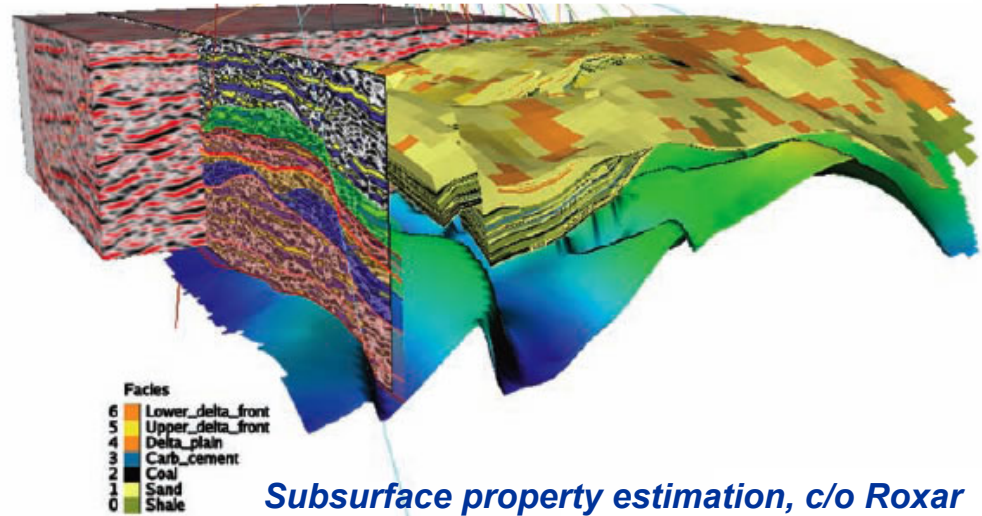 Facies
6 Lower_delta_front
5 Upper_delta_front
4 Delta_plain
3 Carb_cement
2 Coal
1 Sand
0 Shale
Subsurface property estimation, c/o Roxar